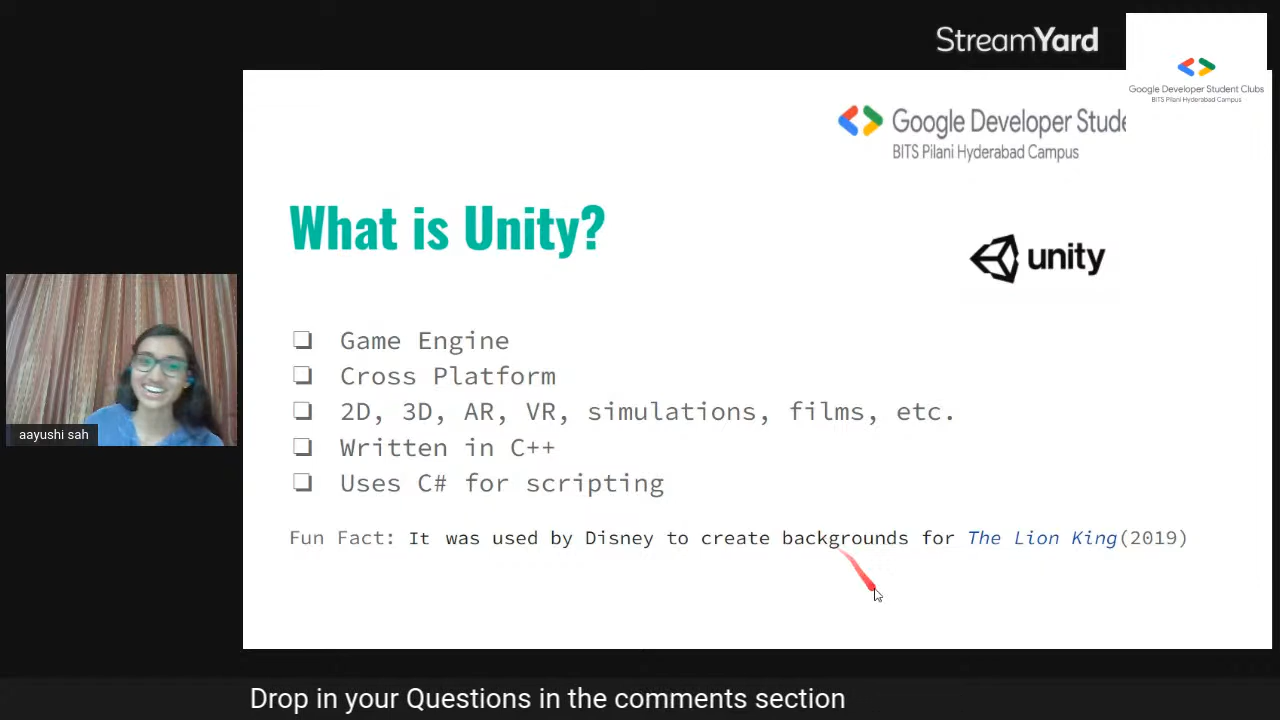 StreamYard
Google Developer Student Clubs
BITS Pilani Hyderabad Campus
Google Developer Stude
BITS Pilani Hyderabad Campus
What is Unity?
unity
❏ Game Engine
❏ Cross Platform
❏ 2D, 3D, AR, VR, simulations, films, etc.
❏ Written in C++
❏ Uses C# for scripting
aayushi sah
Fun Fact: It was used by Disney to create backgrounds for The Lion King(2019)
Drop in your Questions in the comments section